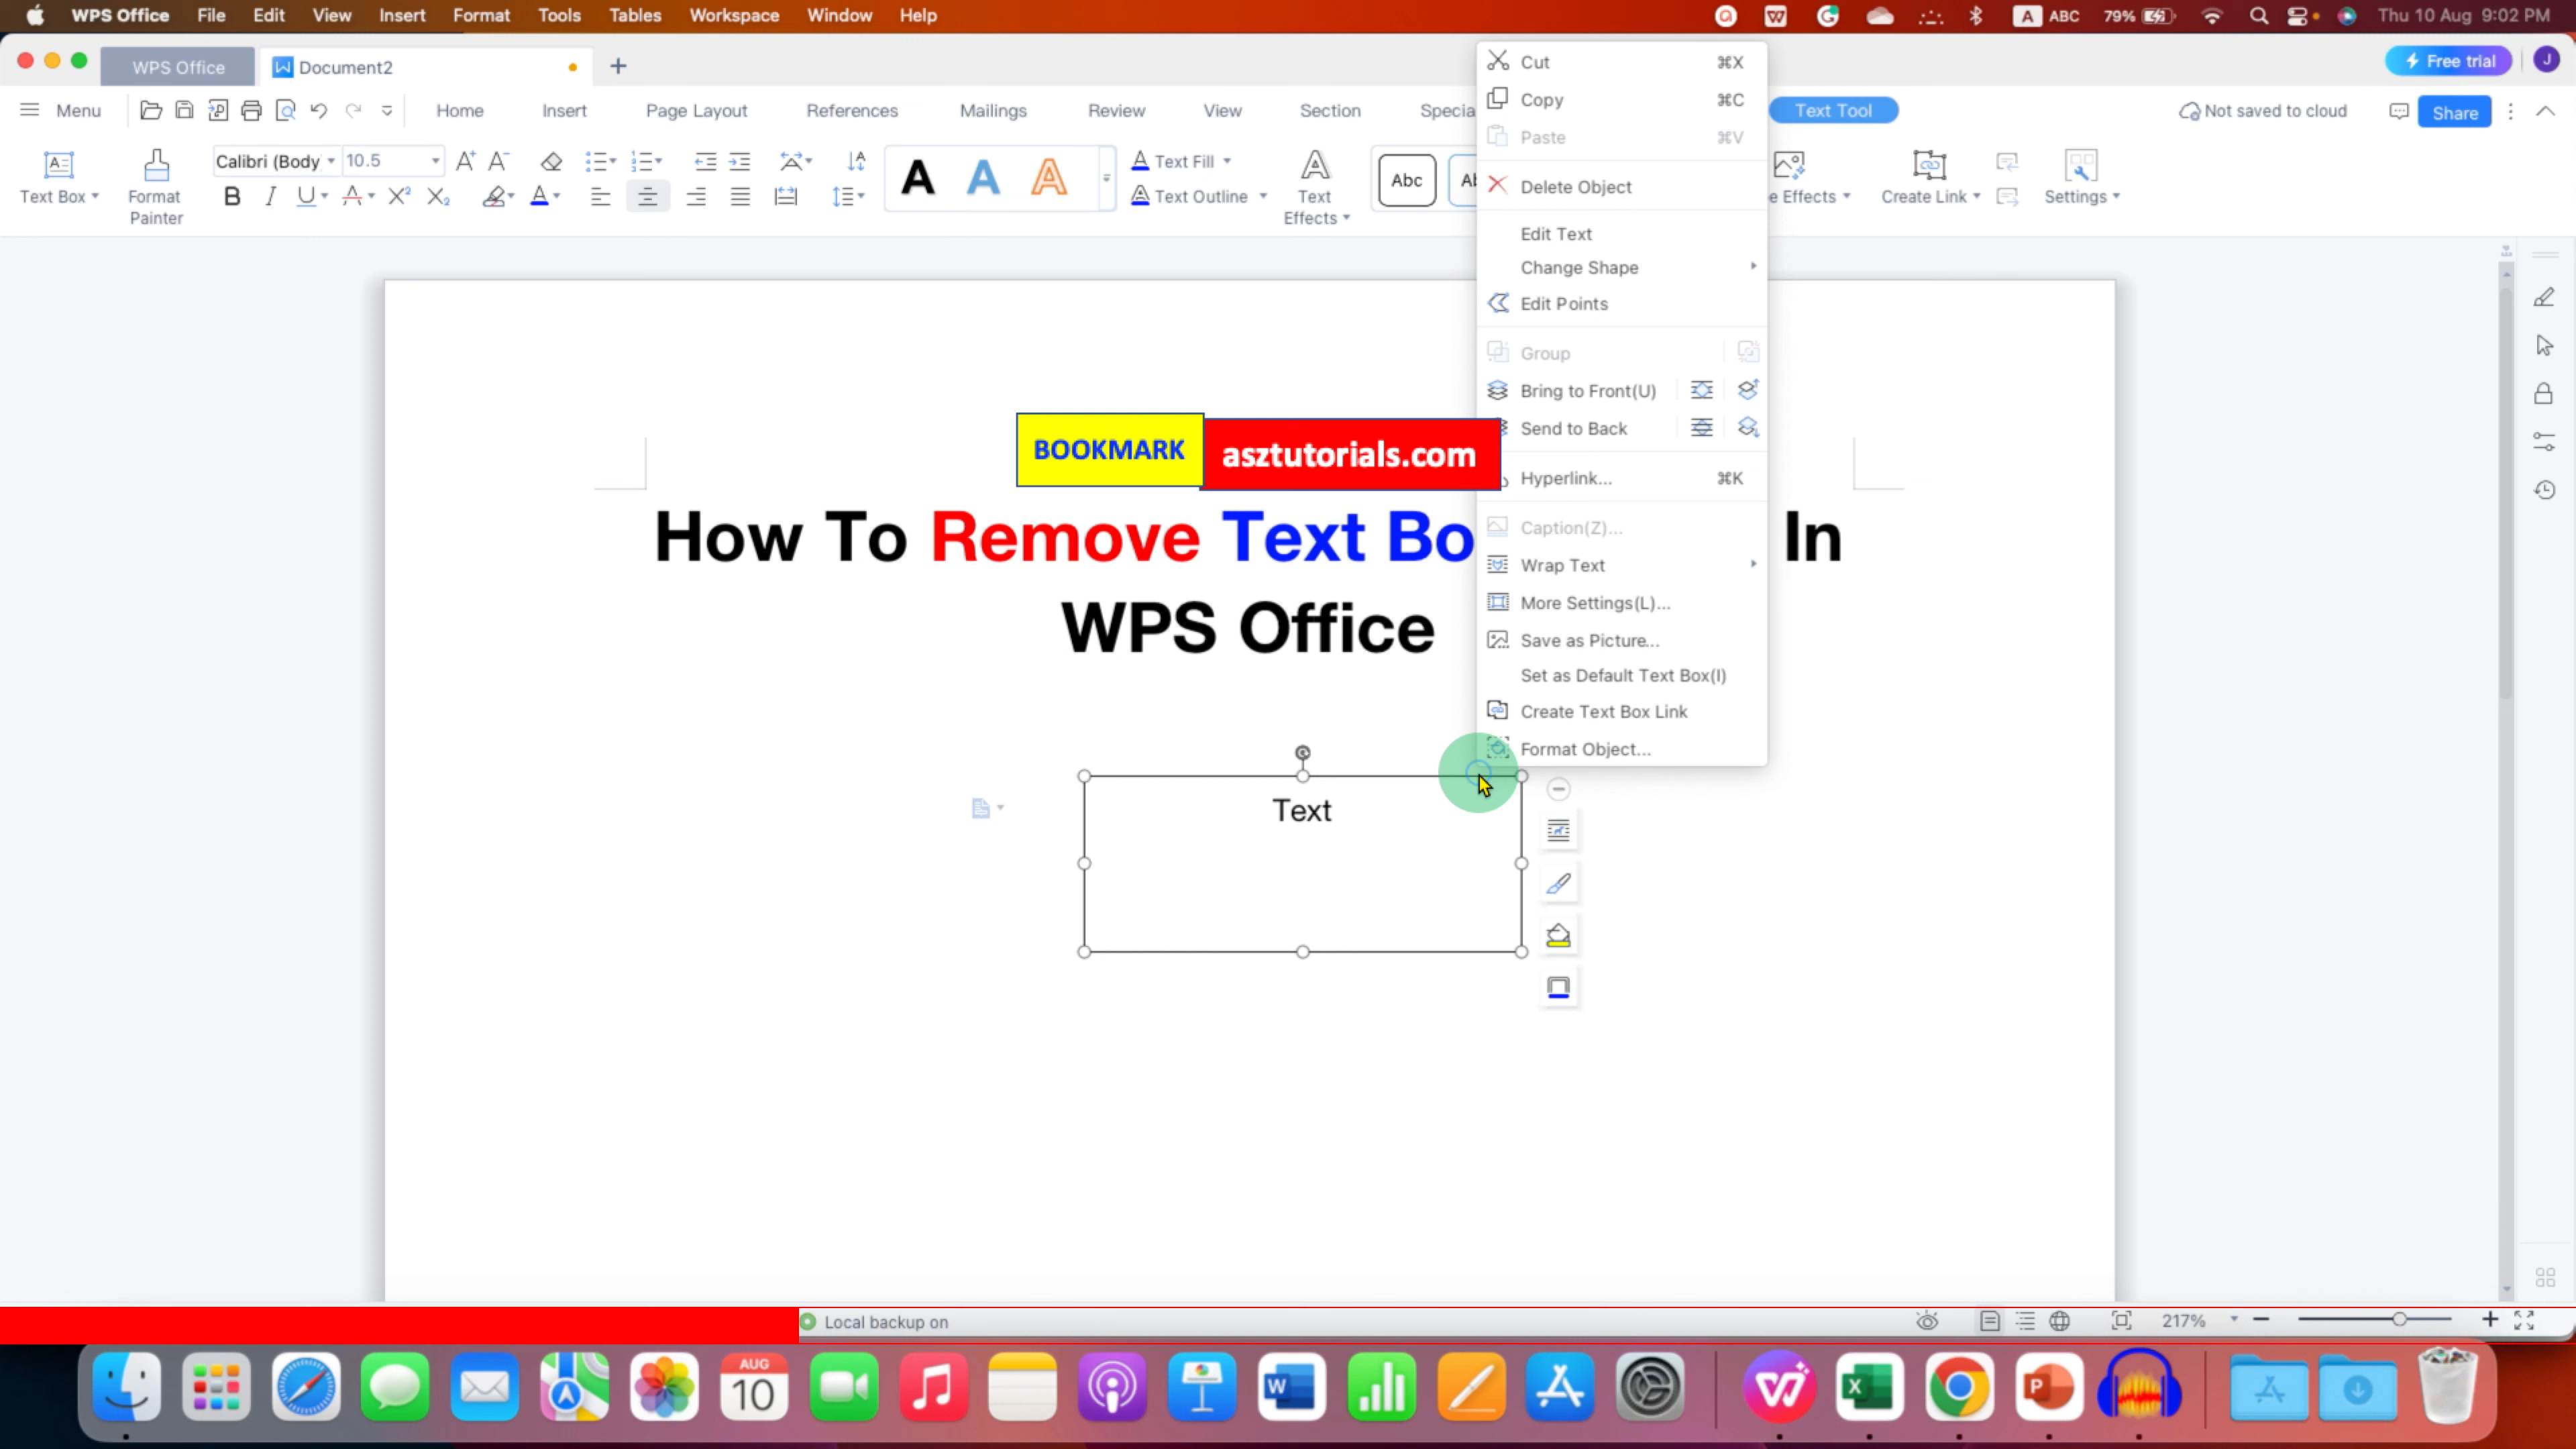 WPS Office File Edit View Insert Format Tools Tables Workspace Window Help
A ABC 79% Thu 10 Aug 9:02 PM
WPS Office Document2 Free trial J
Menu Home Insert Page Layout References Mailings Review View Section Specia Text Tool Not saved to cloud Share
Calibri (Body 10.5
Text Fill
Text Outline
Text Box
Format
Painter
Text
Effects
Abc
e Effects
Create Link
Settings
Cut ⌘X
Copy ⌘C
Paste ⌘V
Delete Object
Edit Text
Change Shape
Edit Points
Group
Bring to Front(U)
Send to Back
Hyperlink... ⌘K
Caption(Z)...
Wrap Text
More Settings(L)...
Save as Picture...
Set as Default Text Box(I)
Create Text Box Link
Format Object...
BOOKMARK asztutorials.com
How To Remove Text Bo In
WPS Office
Text
Local backup on
217%
AUG
10